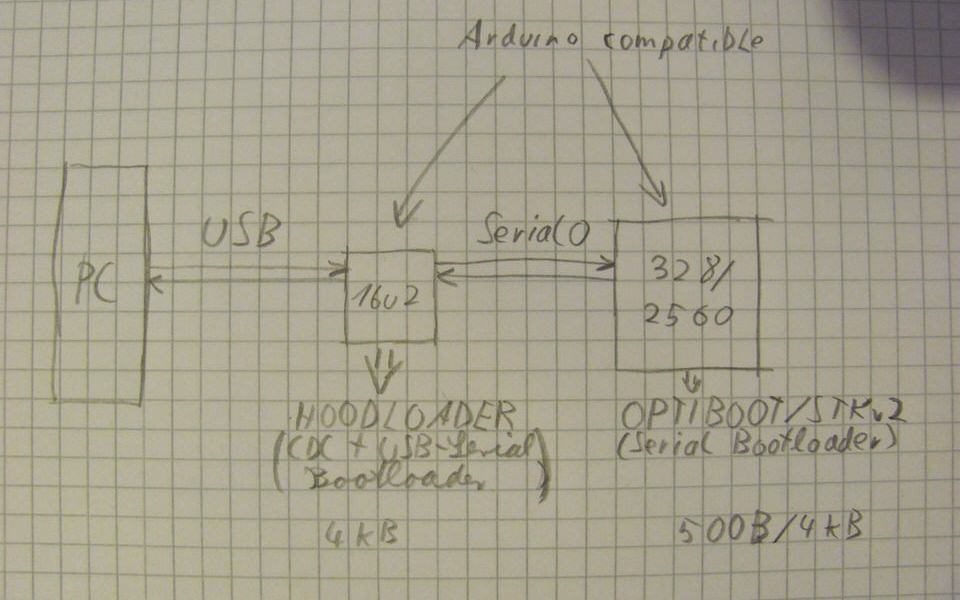 Arduino compatible
USB
Serial0
PC
16u2
328/
2560
HOODLOADER
(CDC + USB-Serial
Bootloader)
OPTIBOOT/STKv2
(Serial Bootloader)
4kB
500B/4kB